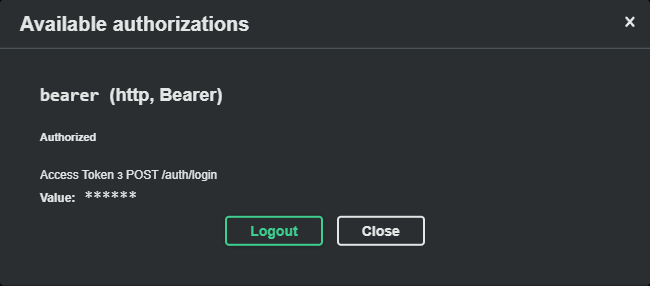 Available authorizations
×
bearer (http, Bearer)
Authorized
Access Token з POST /auth/login
Value: ******
Logout
Close